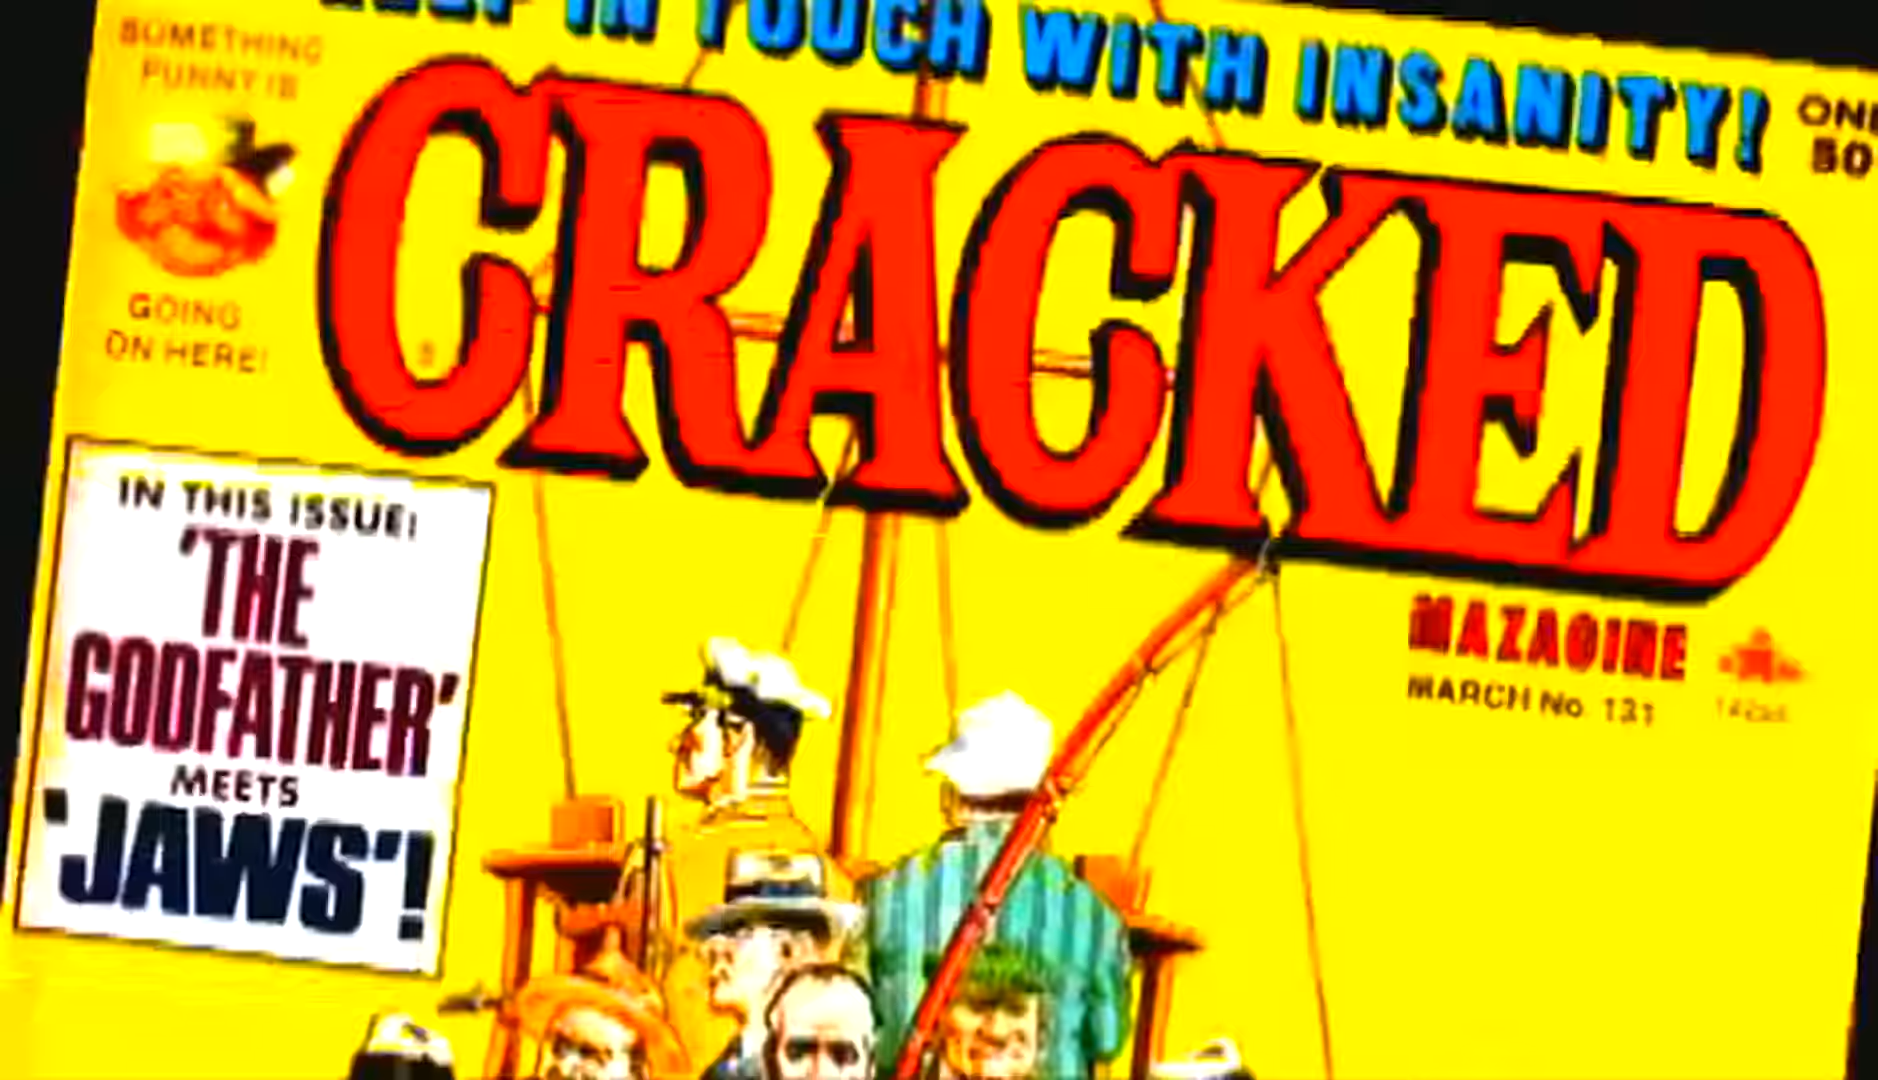 IN TOUCH WITH INSANITY!
SOMETHING
FUNNY IS
GOING
ON HERE!
CRACKED
IN THIS ISSUE:
'THE
GODFATHER'
MEETS
'JAWS'!
MAZAGINE
MARCH No. 131